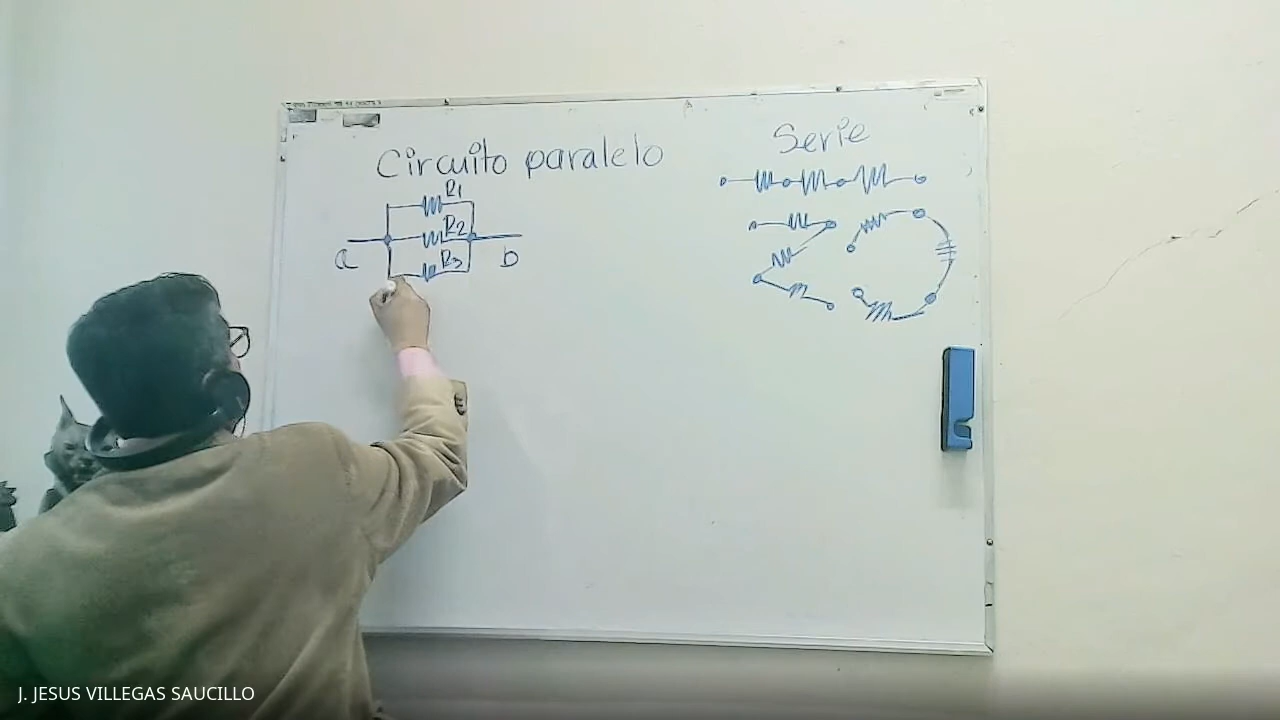 Circuito paralelo
Serie
R1
R2
R3
a
b
J. JESUS VILLEGAS SAUCILLO